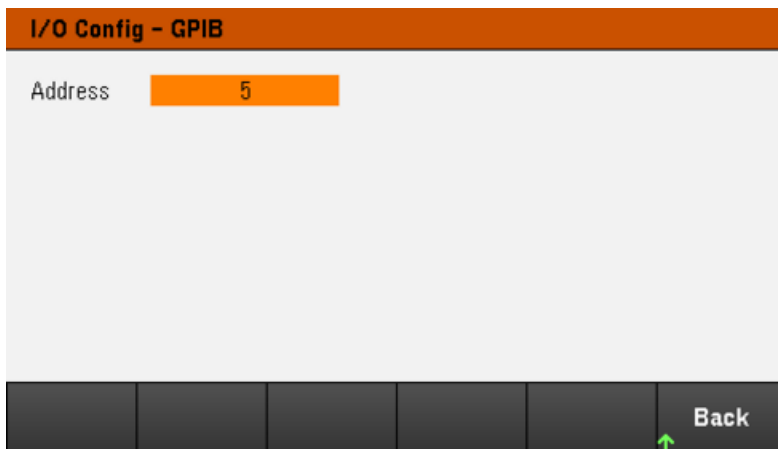 I/O Config – GPIB
Address 5
Back